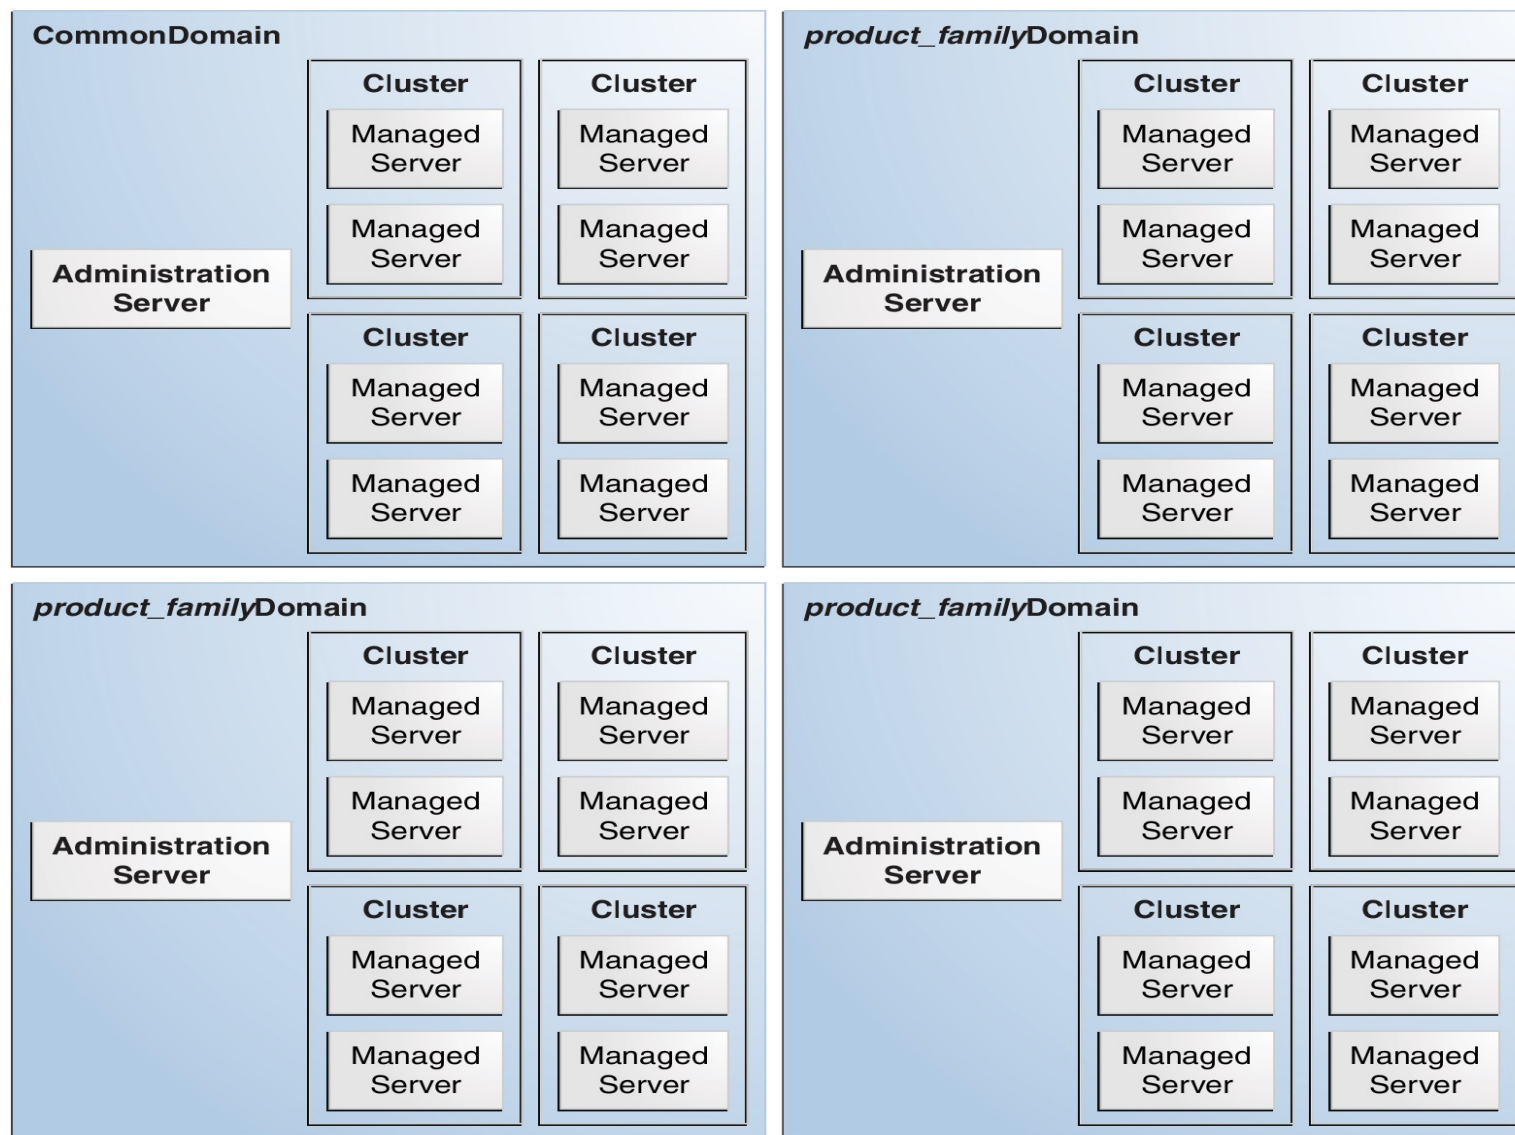 CommonDomain
Cluster
Cluster
Managed
Server
Managed
Server
Managed
Server
Managed
Server
Administration
Server
Cluster
Cluster
Managed
Server
Managed
Server
Managed
Server
Managed
Server
product_familyDomain
Cluster
Cluster
Managed
Server
Managed
Server
Managed
Server
Managed
Server
Administration
Server
Cluster
Cluster
Managed
Server
Managed
Server
Managed
Server
Managed
Server
product_familyDomain
Cluster
Cluster
Managed
Server
Managed
Server
Managed
Server
Managed
Server
Administration
Server
Cluster
Cluster
Managed
Server
Managed
Server
Managed
Server
Managed
Server
product_familyDomain
Cluster
Cluster
Managed
Server
Managed
Server
Managed
Server
Managed
Server
Administration
Server
Cluster
Cluster
Managed
Server
Managed
Server
Managed
Server
Managed
Server